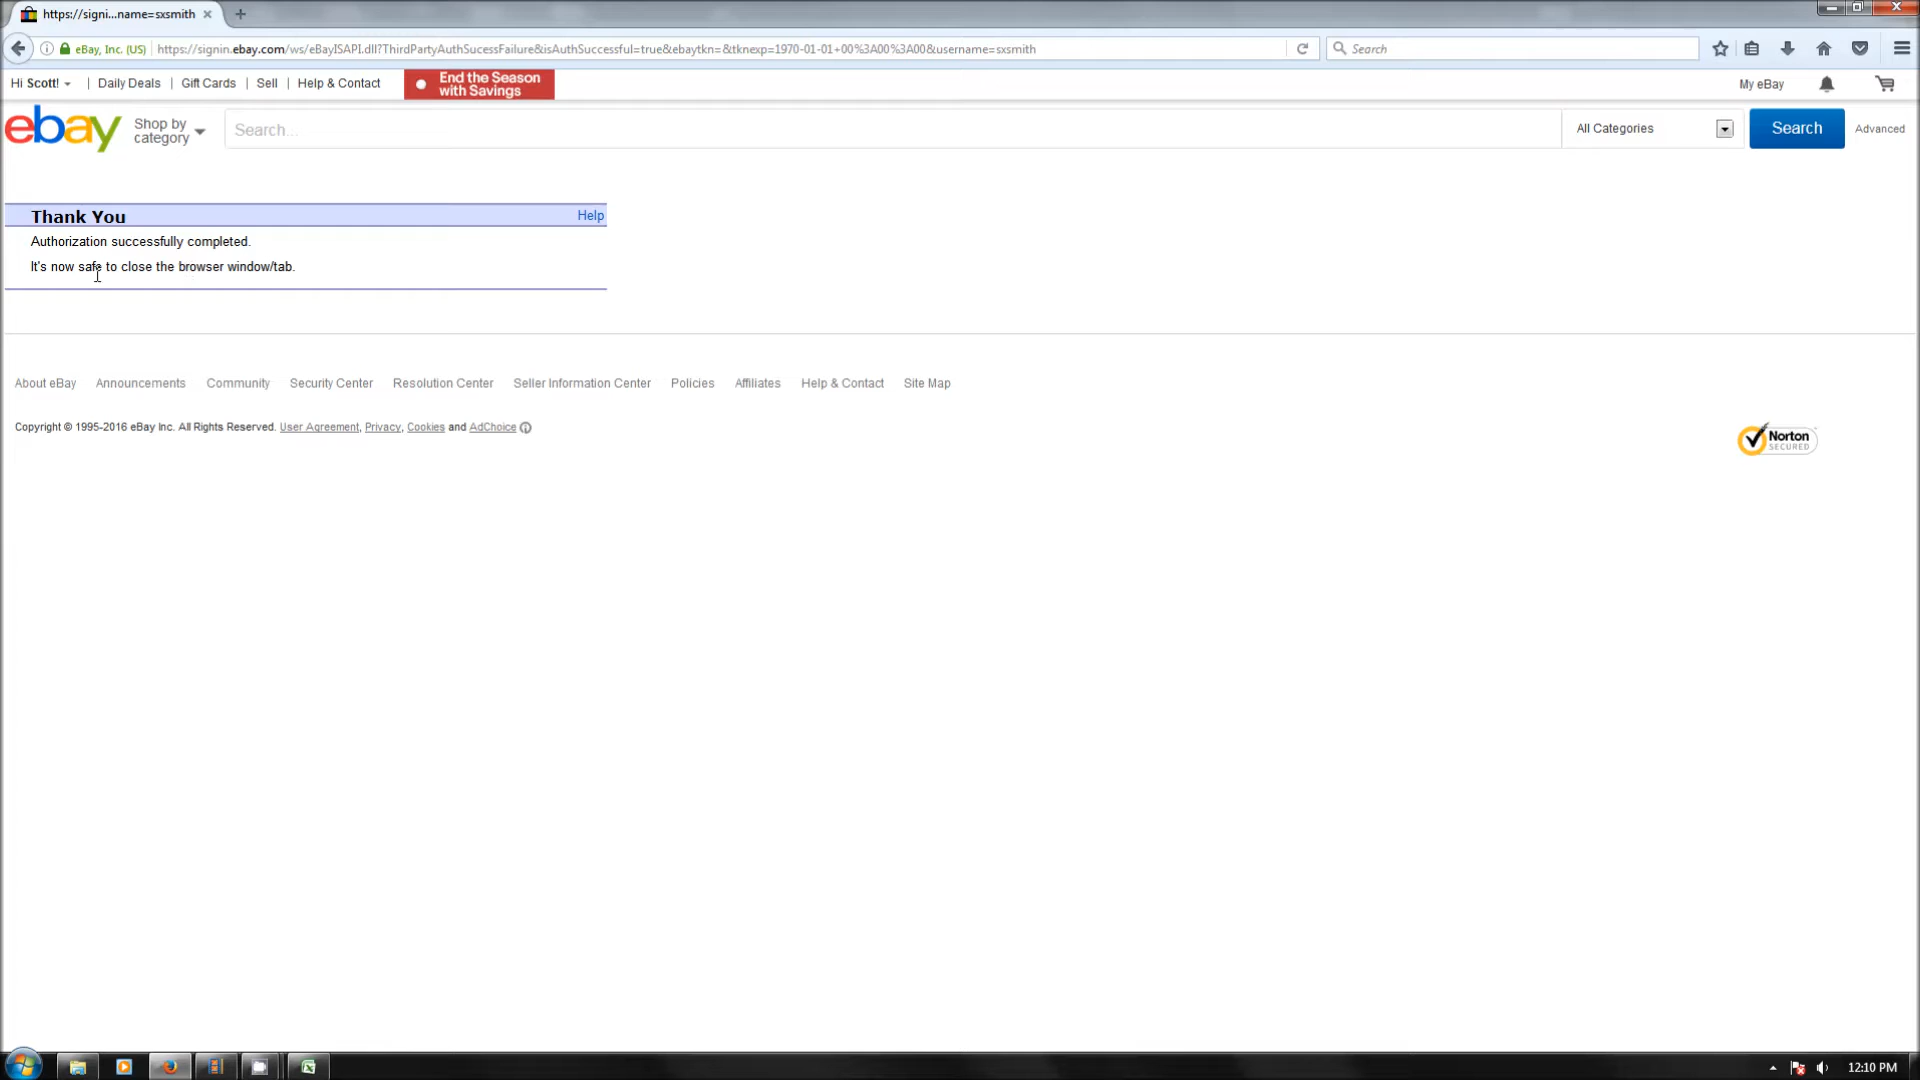 https://signi...name=sxsmith
eBay, Inc. (US)
https://signin.ebay.com/ws/eBayISAPI.dll?ThirdPartyAuthSucessFailure&isAuthSuccessful=true&ebaytkn=&tknexp=1970-01-01+00%3A00%3A00&username=sxsmith
Search
Hi Scott!
Daily Deals
Gift Cards
Sell
Help & Contact
End the Season
with Savings
My eBay
ebay
Shop by
category
Search...
All Categories
Search
Advanced
Thank You
Help
Authorization successfully completed.
It's now safe to close the browser window/tab.
About eBay Announcements Community Security Center Resolution Center Seller Information Center Policies Affiliates Help & Contact Site Map
Copyright © 1995-2016 eBay Inc. All Rights Reserved. User Agreement, Privacy, Cookies and AdChoice
Norton
SECURED
12:10 PM